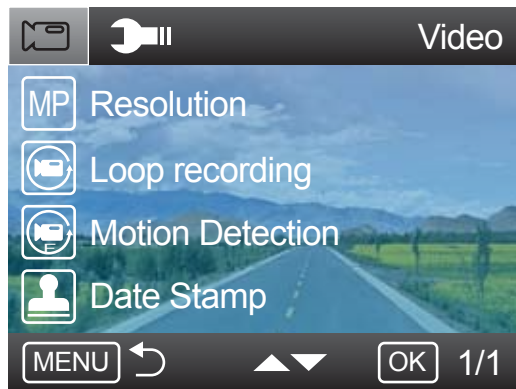 Video
MP Resolution
Loop recording
E Motion Detection
Date Stamp
MENU OK 1/1